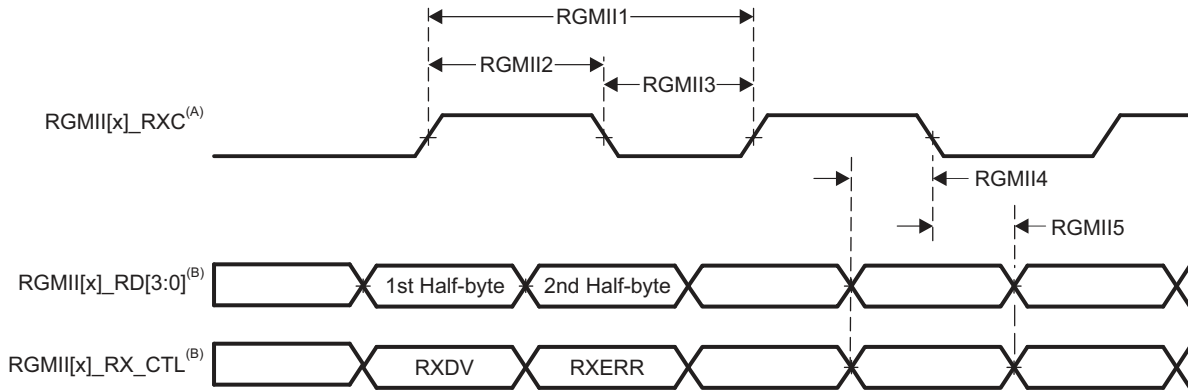 RGMII1
RGMII2
RGMII3
RGMII[x]_RXC(A)
RGMII4
RGMII5
RGMII[x]_RD[3:0](B)
1st Half-byte
2nd Half-byte
RGMII[x]_RX_CTL(B)
RXDV
RXERR